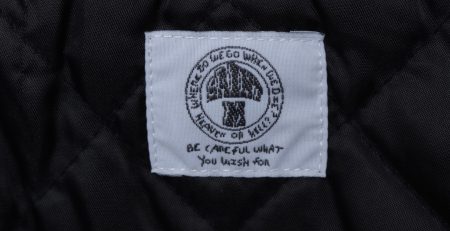 WHERE DO WE GO WHEN WE DIE?
HEAVEN OR HELL?
BE CAREFUL WHAT
YOU WISH FOR